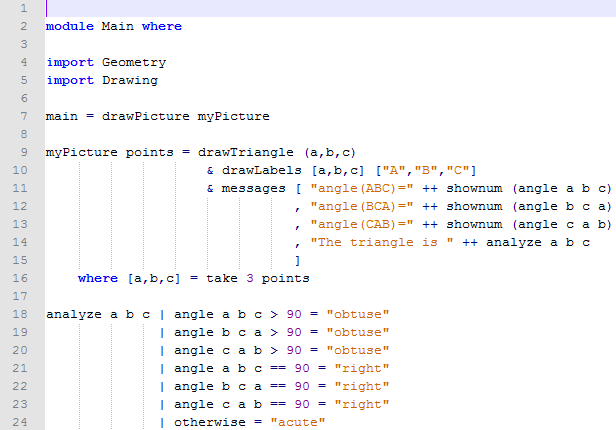 1
2 module Main where
3
4 import Geometry
5 import Drawing
6
7 main = drawPicture myPicture
8
9 myPicture points = drawTriangle (a,b,c)
10 & drawLabels [a,b,c] ["A","B","C"]
11 & messages [ "angle(ABC)=" ++ shownum (angle a b c)
12 , "angle(BCA)=" ++ shownum (angle b c a)
13 , "angle(CAB)=" ++ shownum (angle c a b)
14 , "The triangle is " ++ analyze a b c
15 ]
16 where [a,b,c] = take 3 points
17
18 analyze a b c | angle a b c > 90 = "obtuse"
19 | angle b c a > 90 = "obtuse"
20 | angle c a b > 90 = "obtuse"
21 | angle a b c == 90 = "right"
22 | angle b c a == 90 = "right"
23 | angle c a b == 90 = "right"
24 | otherwise = "acute"